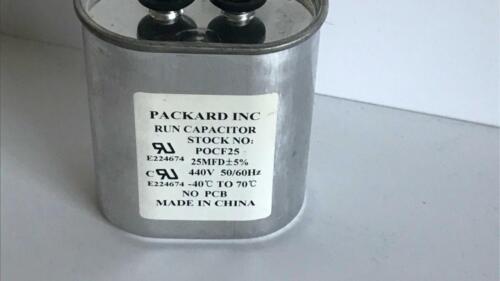 PACKARD INC
RUN CAPACITOR
STOCK NO:
POCF25
E224674 25MFD±5%
C 440V 50/60Hz
E224674 -40℃ TO 70℃
NO PCB
MADE IN CHINA